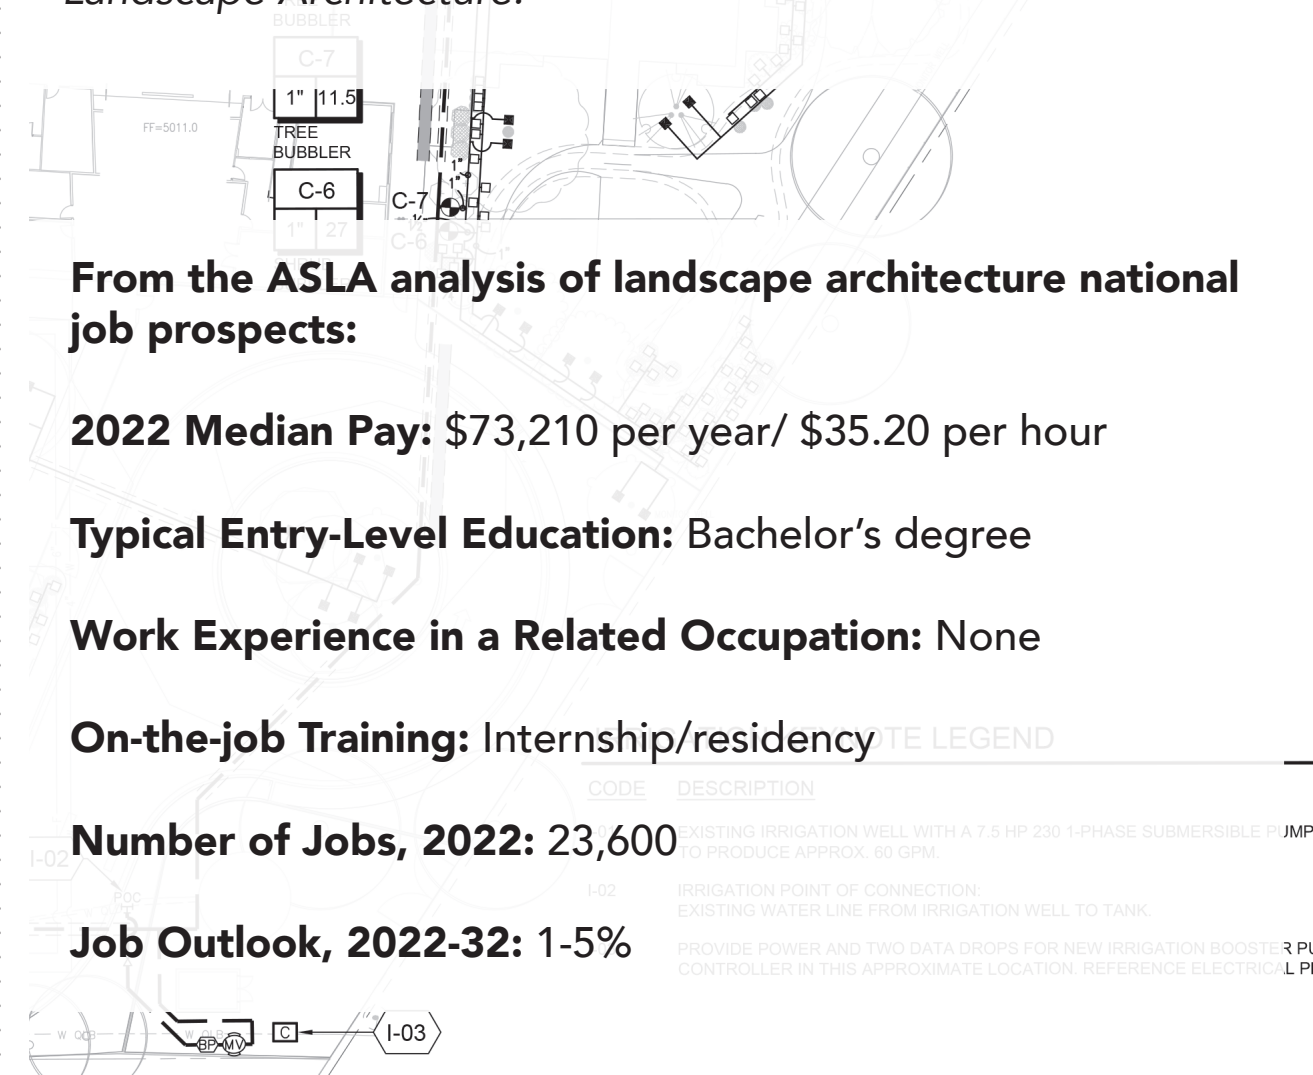 Landscape Architecture.
BUBBLER
C-7
1" 11.5
FF=5011.0
TREE
BUBBLER
C-6
C-7
1" 27
C-6
1"
From the ASLA analysis of landscape architecture national
job prospects:
2022 Median Pay: $73,210 per year/ $35.20 per hour
Typical Entry-Level Education: Bachelor’s degree
Work Experience in a Related Occupation: None
On-the-job Training: Internship/residency
NOTE LEGEND
CODE DESCRIPTION
Number of Jobs, 2022: 23,600
EXISTING IRRIGATION WELL WITH A 7.5 HP 230 1-PHASE SUBMERSIBLE PUMP
TO PRODUCE APPROX. 60 GPM.
I-02
I-02 IRRIGATION POINT OF CONNECTION:
EXISTING WATER LINE FROM IRRIGATION WELL TO TANK.
POC
Job Outlook, 2022-32: 1-5%
PROVIDE POWER AND TWO DATA DROPS FOR NEW IRRIGATION BOOSTER PU
CONTROLLER IN THIS APPROXIMATE LOCATION. REFERENCE ELECTRICAL
C I-03
BP MV